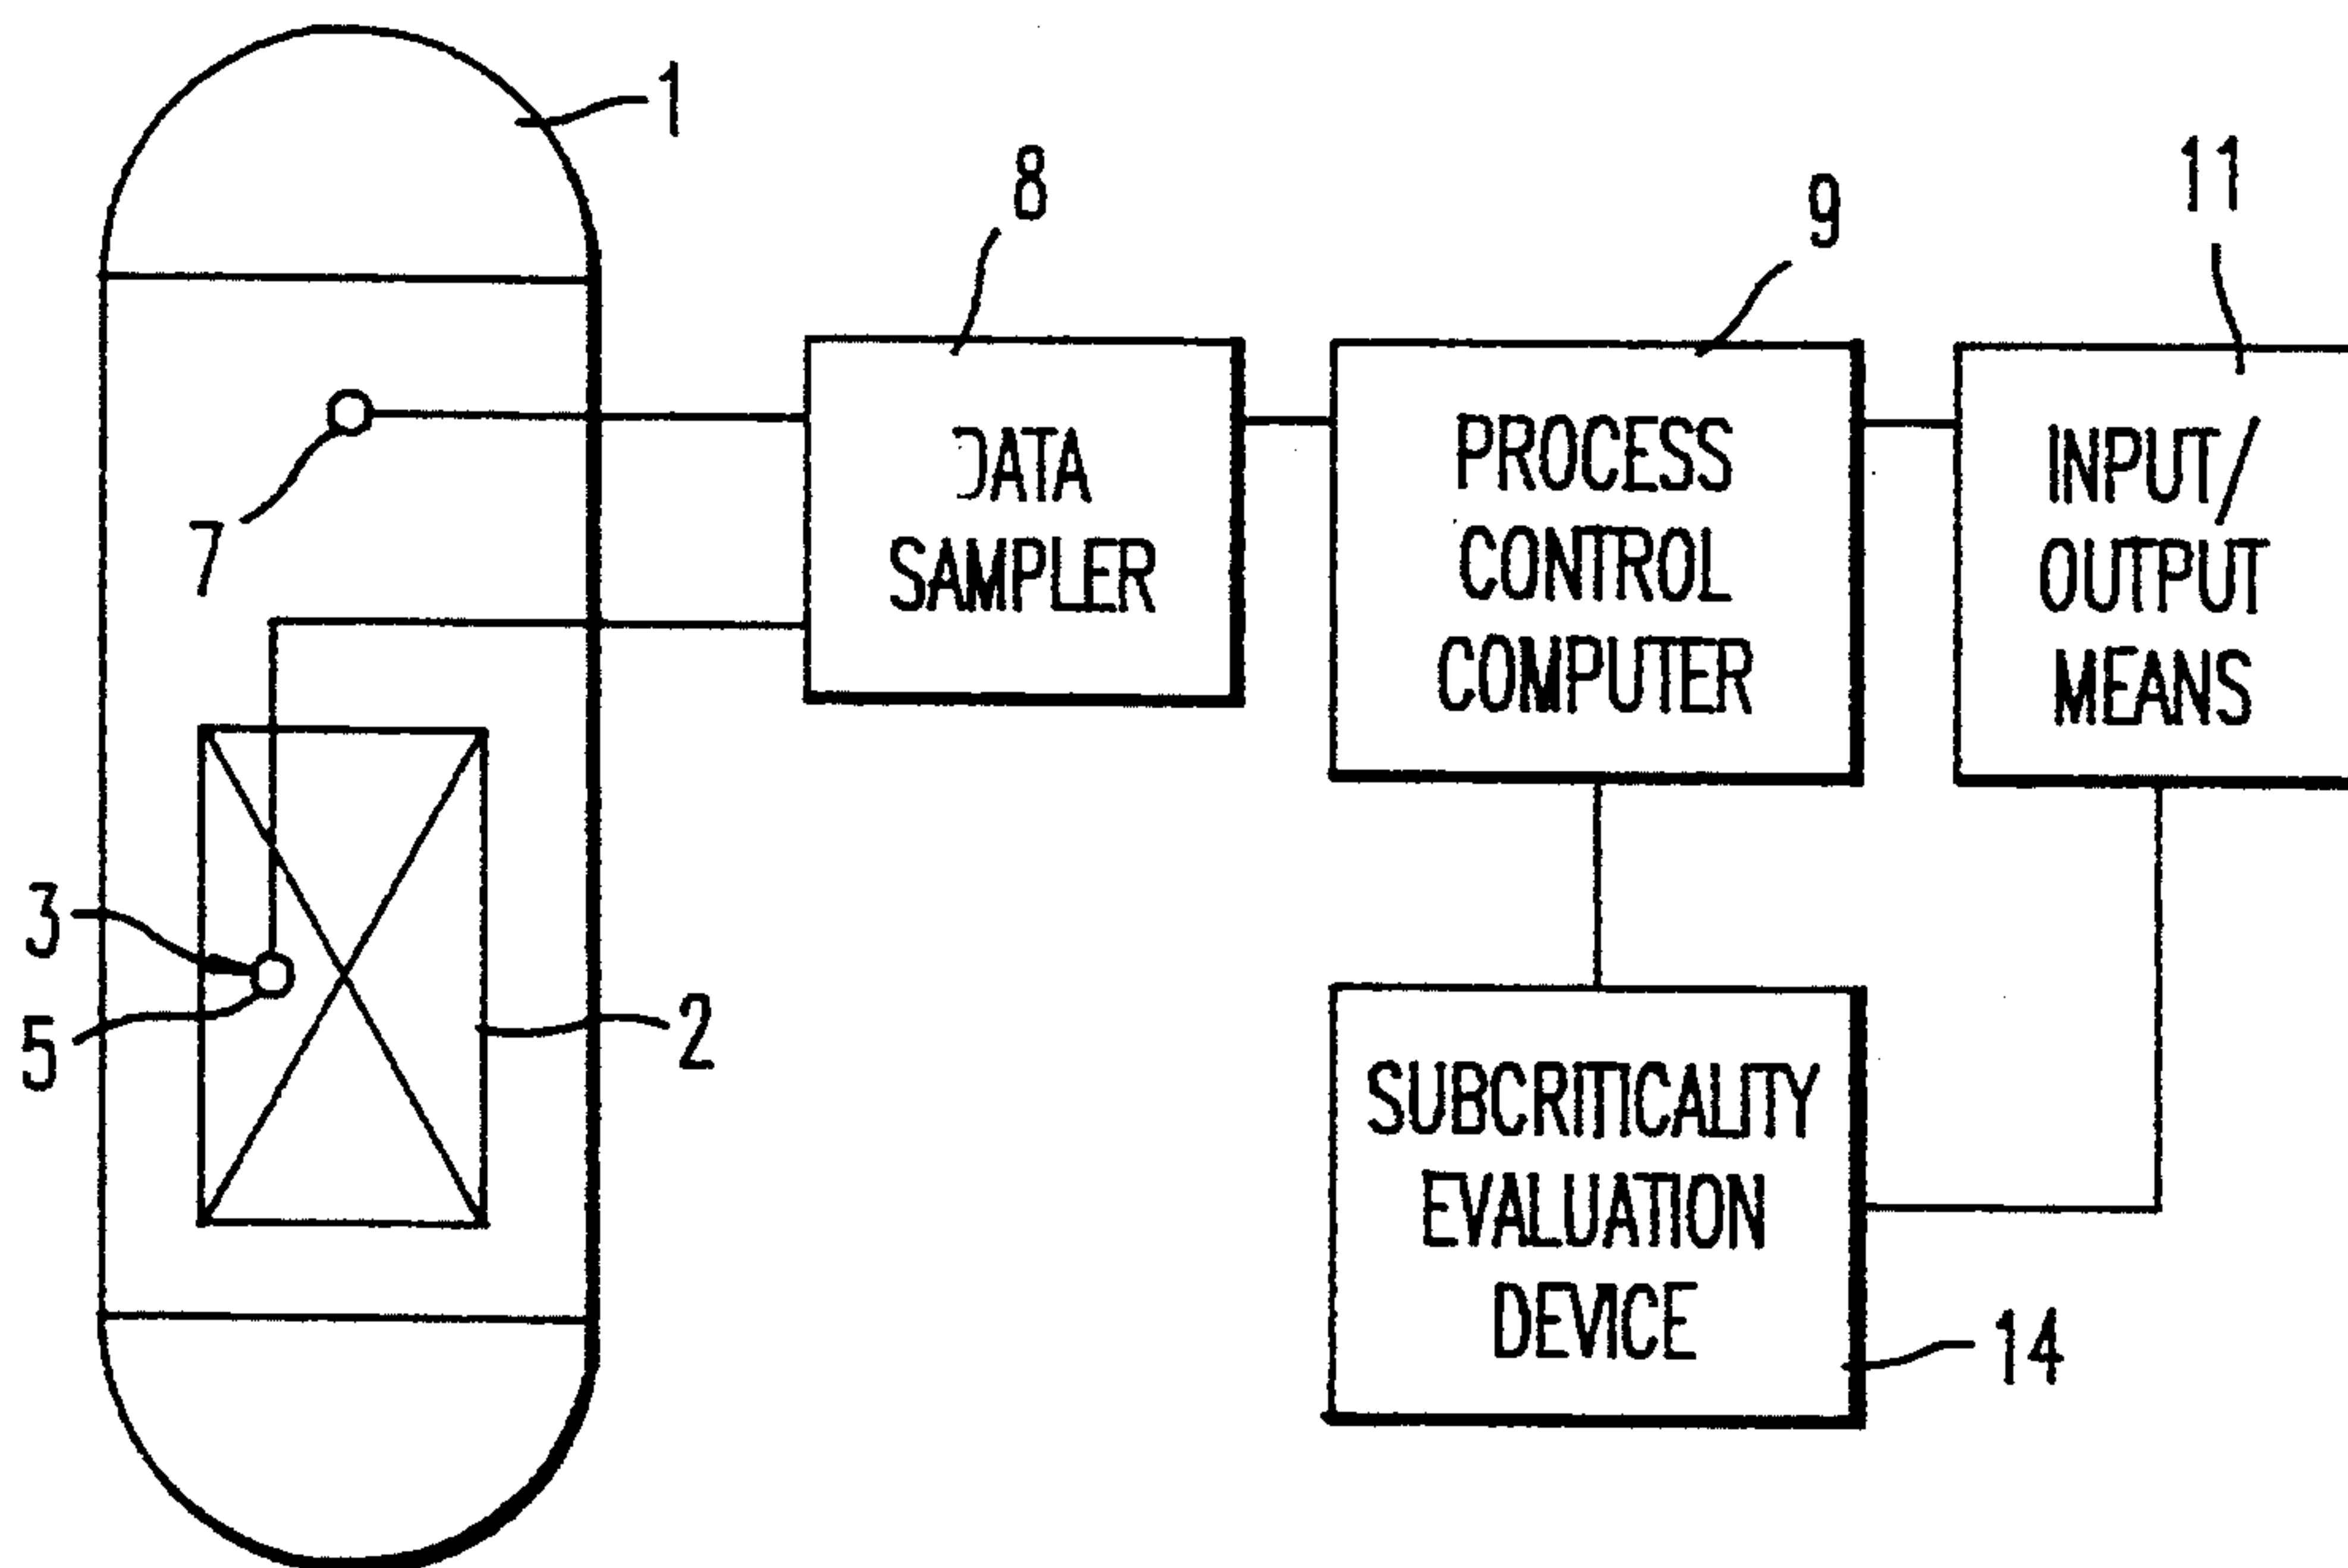 1
8
9
11
7
DATA
SAMPLER
PROCESS
CONTROL
COMPUTER
INPUT/
OUTPUT
MEANS
3
5
2
SUBCRITICALITY
EVALUATION
DEVICE
14